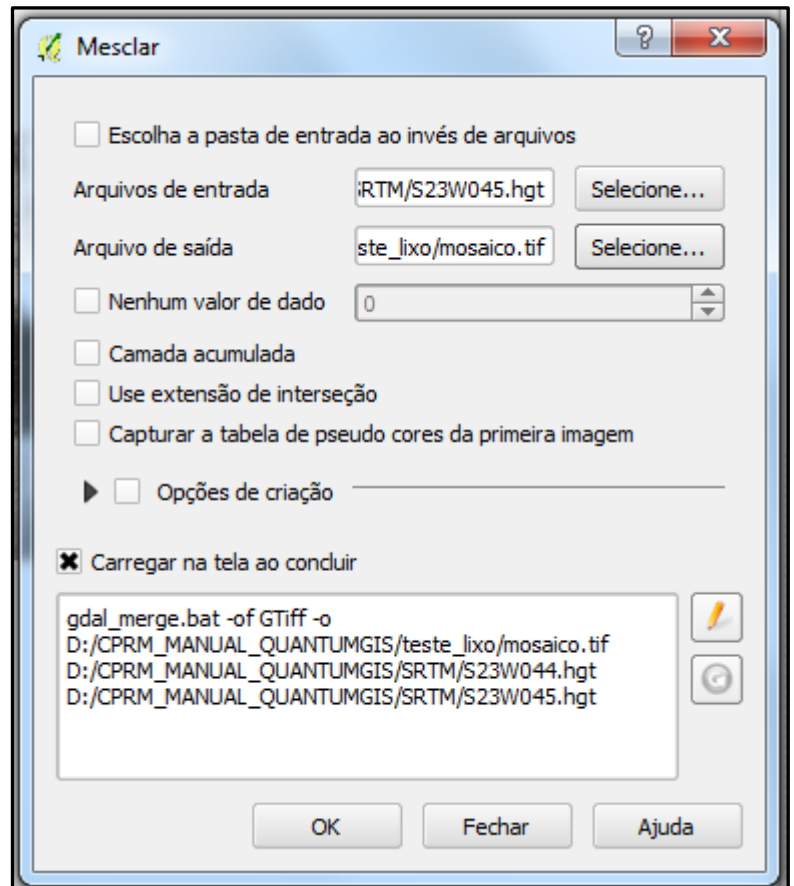 Mesclar
Escolha a pasta de entrada ao invés de arquivos
Arquivos de entrada SRTM/S23W045.hgt Selecione...
Arquivo de saída ste_lixo/mosaico.tif Selecione...
Nenhum valor de dado 0
Camada acumulada
Use extensão de interseção
Capturar a tabela de pseudo cores da primeira imagem
Opções de criação
Carregar na tela ao concluir
gdal_merge.bat -of GTiff -o
D:/CPRM_MANUAL_QUANTUMGIS/teste_lixo/mosaico.tif
D:/CPRM_MANUAL_QUANTUMGIS/SRTM/S23W044.hgt
D:/CPRM_MANUAL_QUANTUMGIS/SRTM/S23W045.hgt
OK Fechar Ajuda